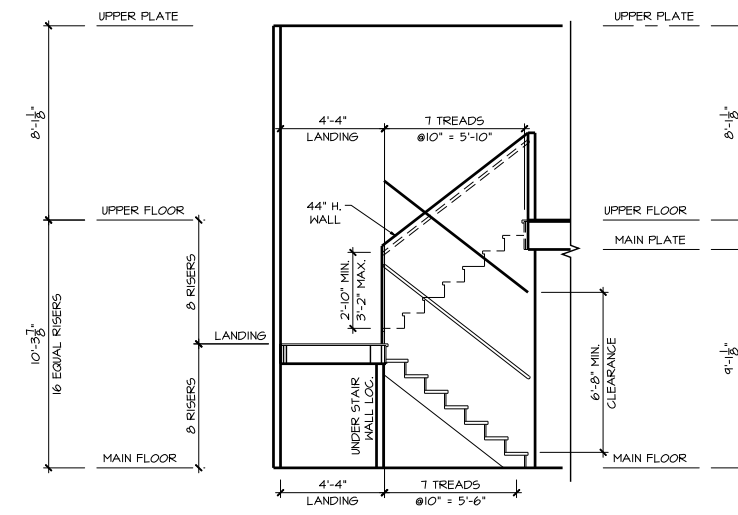 UPPER PLATE
UPPER PLATE
8'-1 1/8"
8'-1 1/8"
4'-4"
LANDING
7 TREADS
@10" = 5'-10"
44" H.
WALL
UPPER FLOOR
UPPER FLOOR
MAIN PLATE
8 RISERS
2'-10" MIN.
3'-2" MAX.
LANDING
10'-3 7/8"
16 EQUAL RISERS
8 RISERS
UNDER STAIR
WALL LOC.
6'-8" MIN.
CLEARANCE
9'-1 1/8"
MAIN FLOOR
MAIN FLOOR
4'-4"
LANDING
7 TREADS
@10" = 5'-6"